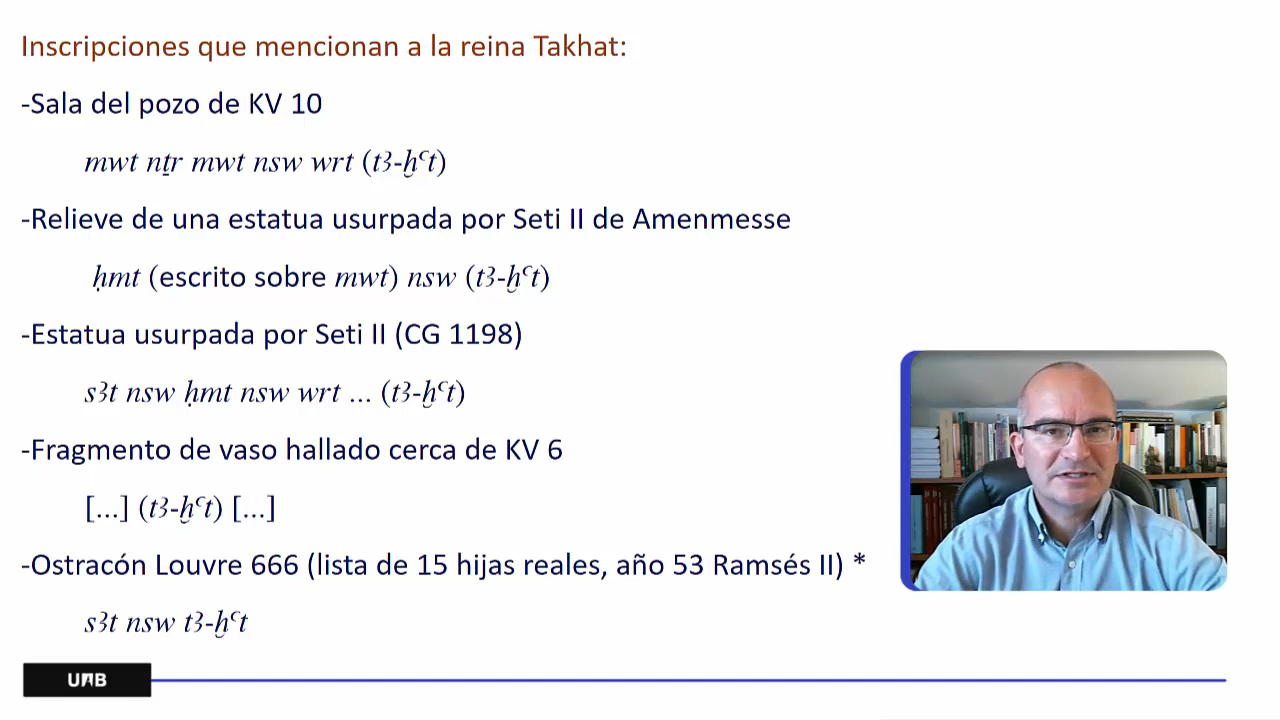 Inscripciones que mencionan a la reina Takhat:
-Sala del pozo de KV 10
mwt nṯr mwt nsw wrt (tꜣ-ḫꜥt)
-Relieve de una estatua usurpada por Seti II de Amenmesse
ḥmt (escrito sobre mwt) nsw (tꜣ-ḫꜥt)
-Estatua usurpada por Seti II (CG 1198)
sꜣt nsw ḥmt nsw wrt ... (tꜣ-ḫꜥt)
-Fragmento de vaso hallado cerca de KV 6
[...] (tꜣ-ḫꜥt) [...]
-Ostracón Louvre 666 (lista de 15 hijas reales, año 53 Ramsés II) *
sꜣt nsw tꜣ-ḫꜥt
UAB